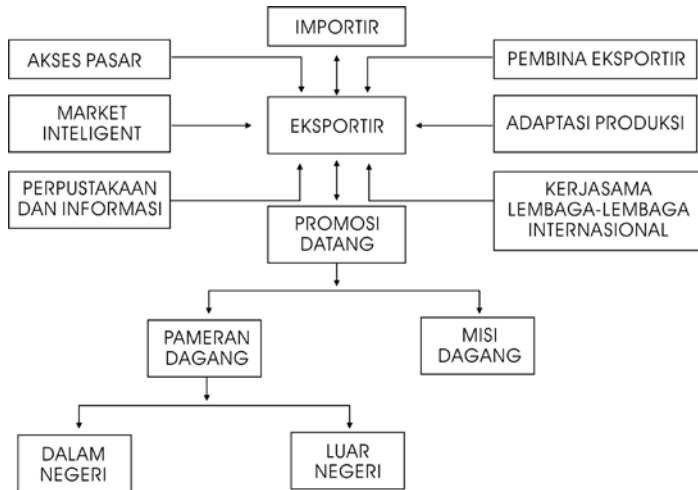 IMPORTIR
AKSES PASAR
PEMBINA EKSPORTIR
MARKET
INTELIGENT
EKSPORTIR
ADAPTASI PRODUKSI
PERPUSTAKAAN
DAN INFORMASI
KERJASAMA
LEMBAGA-LEMBAGA
INTERNASIONAL
PROMOSI
DATANG
PAMERAN
DAGANG
MISI
DAGANG
DALAM
NEGERI
LUAR
NEGERI